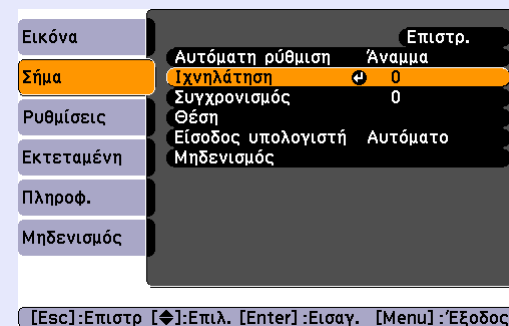 Εικόνα
Σήμα
Ρυθμίσεις
Εκτεταμένη
Πληροφ.
Μηδενισμός
Επιστρ.
Αυτόματη ρύθμιση Άναμμα
Ιχνηλάτηση 0
Συγχρονισμός 0
Θέση
Είσοδος υπολογιστή Αυτόματο
Μηδενισμός
[Esc]:Επιστρ [◆]:Επιλ. [Enter]:Εισαγ. [Menu]:Έξοδος